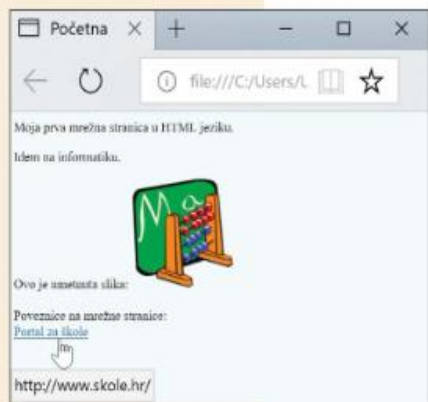 Početna
file:///C:/Users/L
Moja prva mrežna stranica u HTML jeziku.
Idem na informatiku.
Ma
Ovo je umetnuta slika:
Poveznice na mrežne stranice:
Portal za škole
http://www.skole.hr/